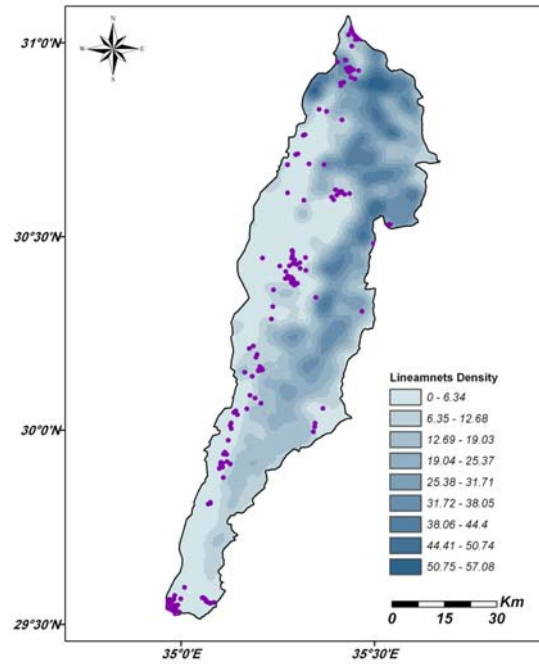 N
W E
S
31°0'N
30°30'N
30°0'N
29°30'N
35°0'E
35°30'E
Lineamnets Density
0 - 6.34
6.35 - 12.68
12.69 - 19.03
19.04 - 25.37
25.38 - 31.71
31.72 - 38.05
38.06 - 44.4
44.41 - 50.74
50.75 - 57.08
Km
0 15 30